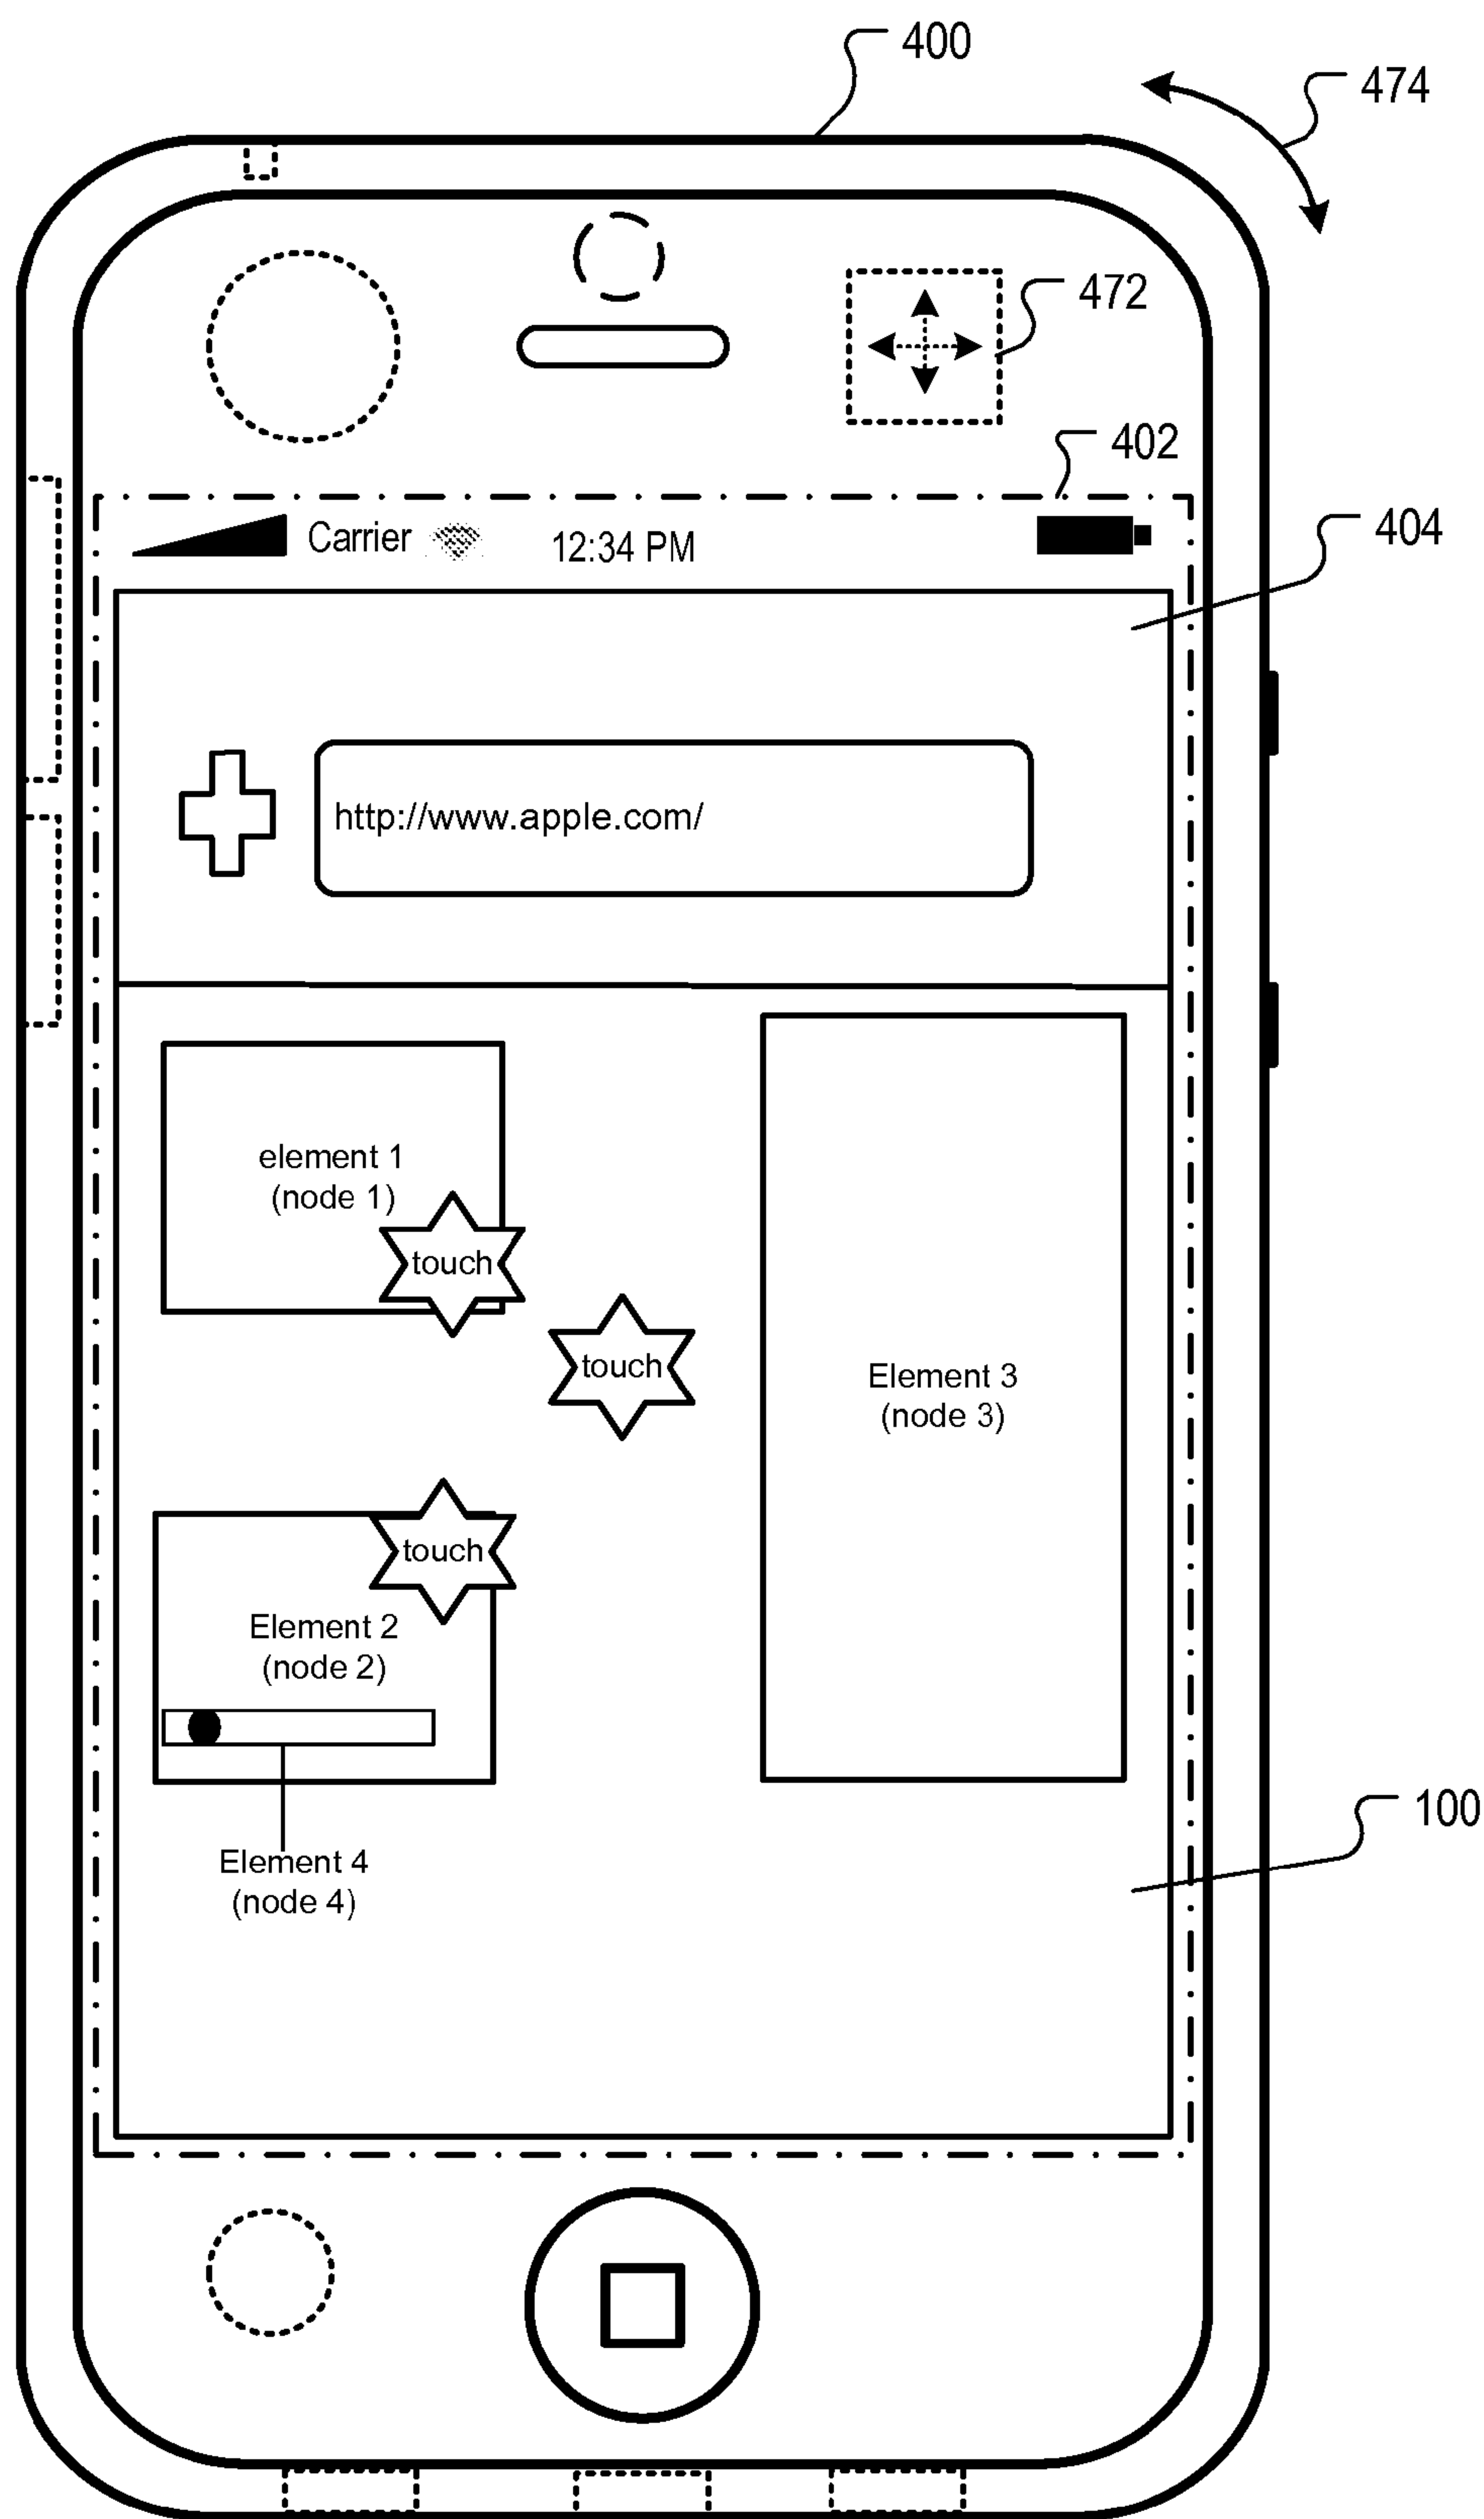 400
474
472
402
Carrier
12:34 PM
404
http://www.apple.com/
element 1
(node 1)
touch
touch
Element 3
(node 3)
touch
Element 2
(node 2)
100
Element 4
(node 4)